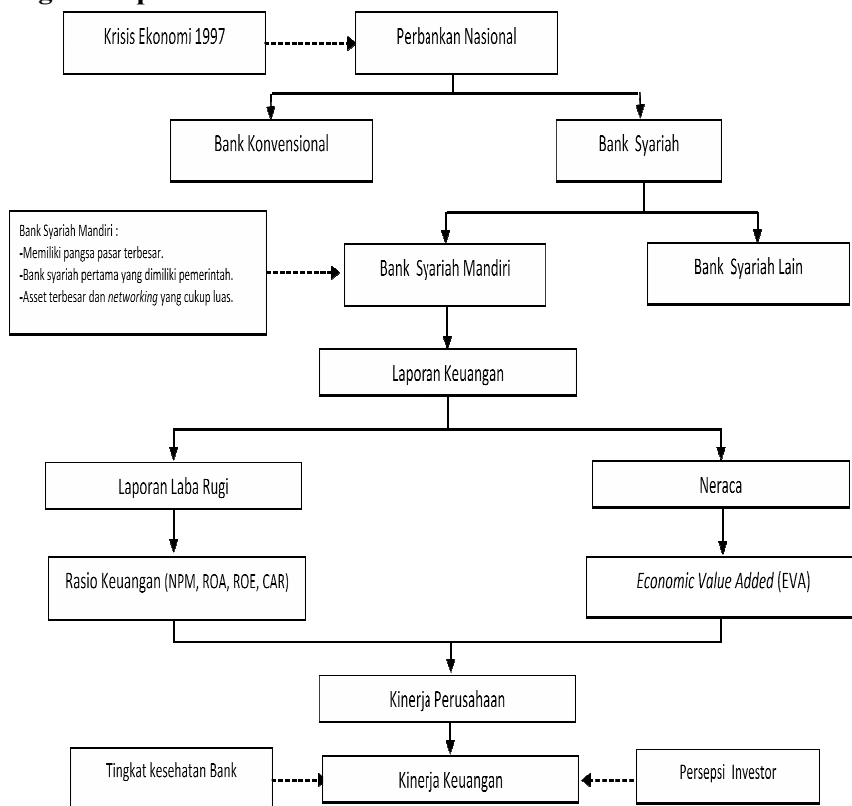 Krisis Ekonomi 1997
Perbankan Nasional
Bank Konvensional
Bank Syariah
Bank Syariah Mandiri :
-Memiliki pangsa pasar terbesar.
-Bank syariah pertama yang dimiliki pemerintah.
-Asset terbesar dan networking yang cukup luas.
Bank Syariah Mandiri
Bank Syariah Lain
Laporan Keuangan
Laporan Laba Rugi
Neraca
Rasio Keuangan (NPM, ROA, ROE, CAR)
Economic Value Added (EVA)
Kinerja Perusahaan
Tingkat kesehatan Bank
Kinerja Keuangan
Persepsi Investor